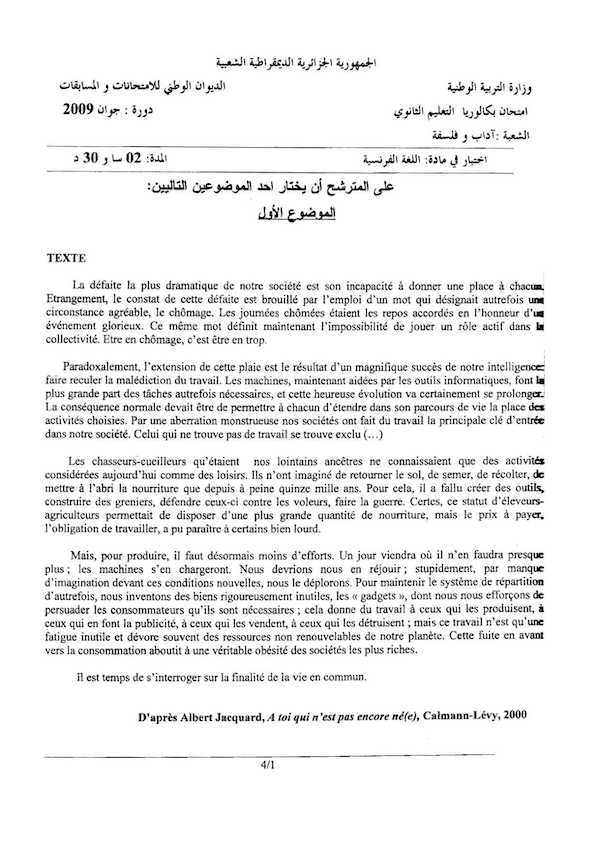 الجمهورية الجزائرية الديمقراطية الشعبية
وزارة التربية الوطنية الديوان الوطني للامتحانات و المسابقات
امتحان بكالوريا التعليم الثانوي دورة : جوان 2009
الشعبة :آداب و فلسفة
اختبار في مادة: اللغة الفرنسية المدة: 02 سا و 30 د
على المترشح أن يختار احد الموضوعين التاليين:
الموضوع الأول
TEXTE
La défaite la plus dramatique de notre société est son incapacité à donner une place à chacun.
Etrangement, le constat de cette défaite est brouillé par l'emploi d'un mot qui désignait autrefois une
circonstance agréable, le chômage. Les journées chômées étaient les repos accordés en l'honneur d'un
événement glorieux. Ce même mot définit maintenant l'impossibilité de jouer un rôle actif dans la
collectivité. Etre en chômage, c'est être en trop.
Paradoxalement, l'extension de cette plaie est le résultat d'un magnifique succès de notre intelligence:
faire reculer la malédiction du travail. Les machines, maintenant aidées par les outils informatiques, font la
plus grande part des tâches autrefois nécessaires, et cette heureuse évolution va certainement se prolonger.
La conséquence normale devait être de permettre à chacun d'étendre dans son parcours de vie la place des
activités choisies. Par une aberration monstrueuse nos sociétés ont fait du travail la principale clé d'entrée
dans notre société. Celui qui ne trouve pas de travail se trouve exclu (…)
Les chasseurs-cueilleurs qu'étaient nos lointains ancêtres ne connaissaient que des activités
considérées aujourd'hui comme des loisirs. Ils n'ont imaginé de retourner le sol, de semer, de récolter, de
mettre à l'abri la nourriture que depuis à peine quinze mille ans. Pour cela, il a fallu créer des outils,
construire des greniers, défendre ceux-ci contre les voleurs, faire la guerre. Certes, ce statut d'éleveurs-
agriculteurs permettait de disposer d'une plus grande quantité de nourriture, mais le prix à payer,
l'obligation de travailler, a pu paraître à certains bien lourd.
Mais, pour produire, il faut désormais moins d'efforts. Un jour viendra où il n'en faudra presque
plus ; les machines s'en chargeront. Nous devrions nous en réjouir ; stupidement, par manque
d'imagination devant ces conditions nouvelles, nous le déplorons. Pour maintenir le système de répartition
d'autrefois, nous inventons des biens rigoureusement inutiles, les « gadgets », dont nous nous efforçons de
persuader les consommateurs qu'ils sont nécessaires ; cela donne du travail à ceux qui les produisent, à
ceux qui en font la publicité, à ceux qui les vendent, à ceux qui les détruisent ; mais ce travail n'est qu'une
fatigue inutile et dévore souvent des ressources non renouvelables de notre planète. Cette fuite en avant
vers la consommation aboutit à une véritable obésité des sociétés les plus riches.
Il est temps de s'interroger sur la finalité de la vie en commun.
D'après Albert Jacquard, A toi qui n'est pas encore né(e), Calmann-Lévy, 2000
4/1